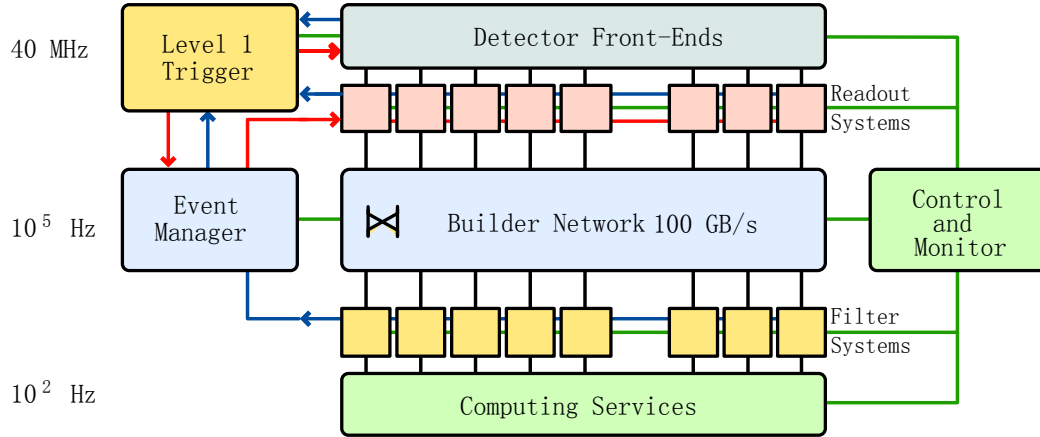 40 MHz
Level 1
Trigger
Detector Front-Ends
Readout
Systems
10⁵ Hz
Event
Manager
Builder Network 100 GB/s
Control
and
Monitor
Filter
Systems
10² Hz
Computing Services